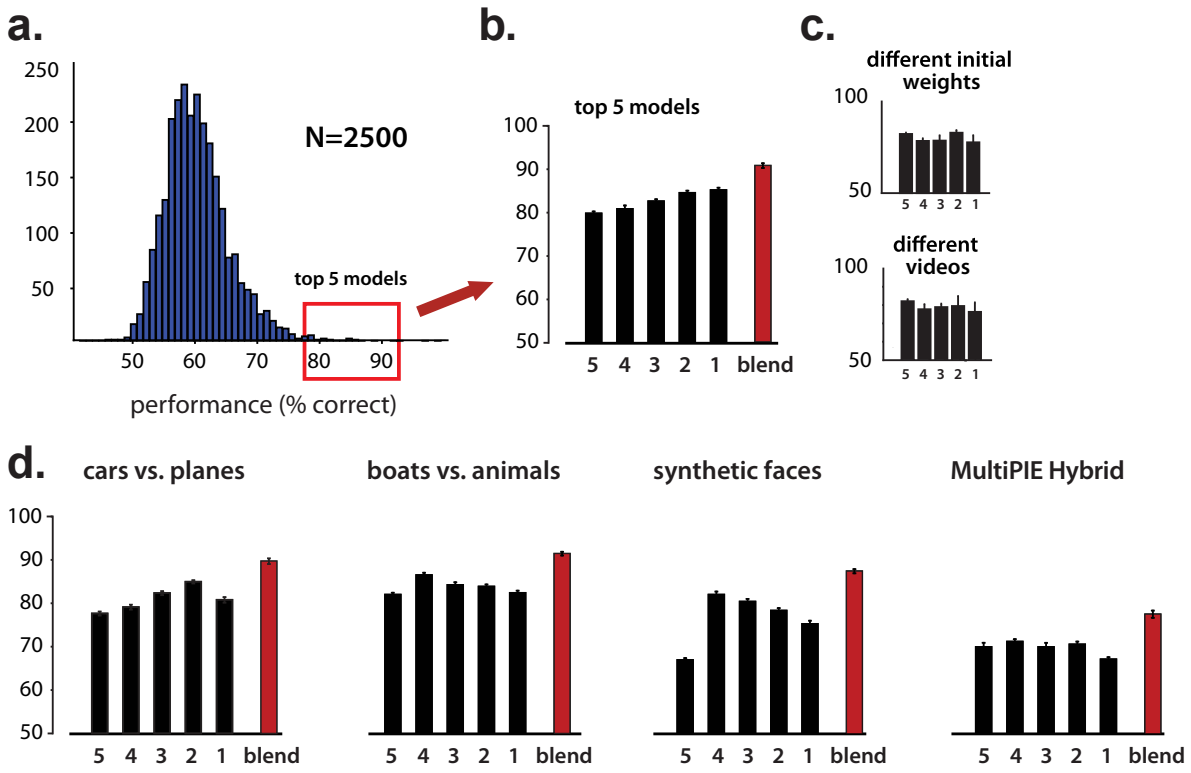 a.
250
200
150
100
50
N=2500
top 5 models
50 60 70 80 90
performance (% correct)
b.
top 5 models
100
90
80
70
60
50
5 4 3 2 1 blend
c.
different initial
weights
100
50
5 4 3 2 1
different
videos
100
50
5 4 3 2 1
d.
cars vs. planes
boats vs. animals
synthetic faces
MultiPIE Hybrid
100
90
80
70
60
50
5 4 3 2 1 blend
5 4 3 2 1 blend
5 4 3 2 1 blend
5 4 3 2 1 blend